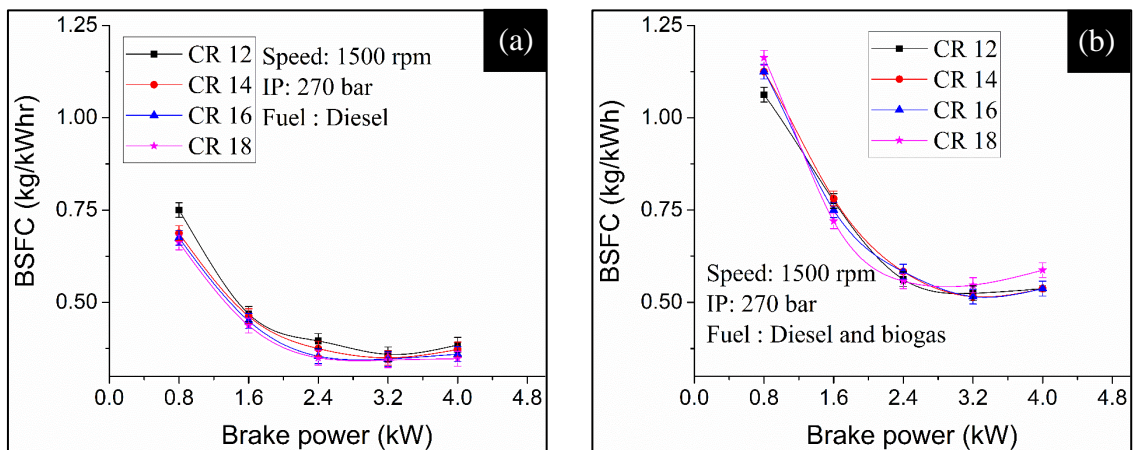 (a)
1.25
1.00
0.75
0.50
BSFC (kg/kWhr)
CR 12
CR 14
CR 16
CR 18
Speed: 1500 rpm
IP: 270 bar
Fuel : Diesel
0.0 0.8 1.6 2.4 3.2 4.0 4.8
Brake power (kW)
(b)
1.25
1.00
0.75
0.50
BSFC (kg/kWh)
CR 12
CR 14
CR 16
CR 18
Speed: 1500 rpm
IP: 270 bar
Fuel : Diesel and biogas
0.0 0.8 1.6 2.4 3.2 4.0 4.8
Brake power (kW)